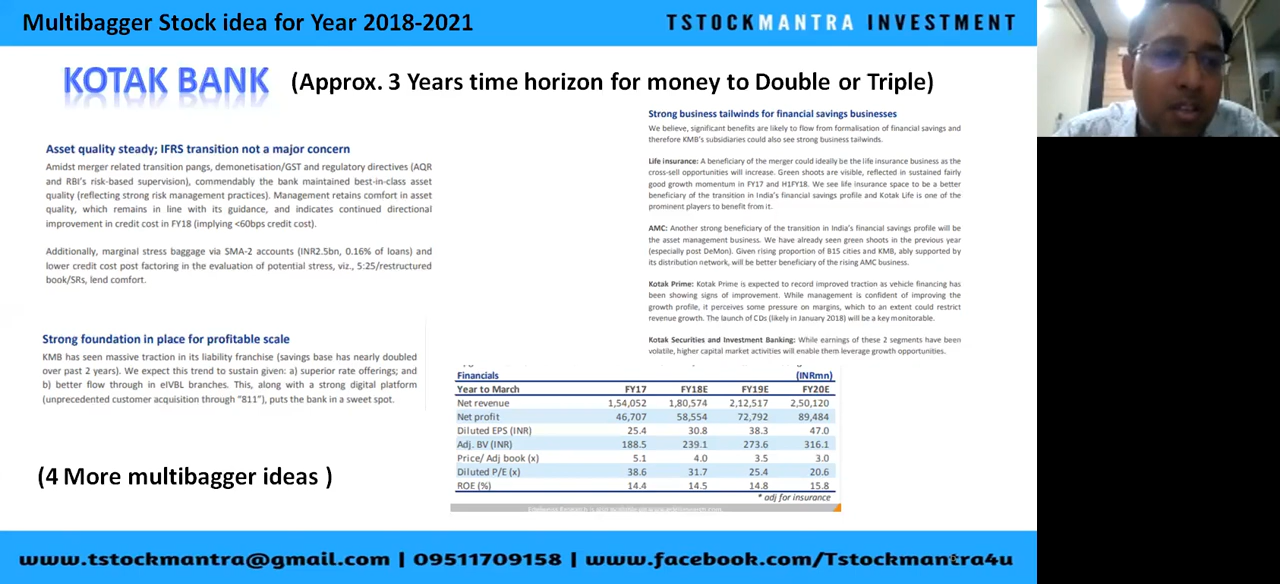 Multibagger Stock idea for Year 2018-2021
TSTOCKMANTRA INVESTMENT
KOTAK BANK (Approx. 3 Years time horizon for money to Double or Triple)
Asset quality steady; IFRS transition not a major concern
Amidst merger related transition pangs, demonetisation/GST and regulatory directives (AQR
and RBI's risk-based supervision), commendably the bank maintained best-in-class asset
quality (reflecting strong risk management practices). Management retains comfort in asset
quality, which remains in line with its guidance, and indicates continued directional
improvement in credit cost in FY18 (implying <60bps credit cost).
Additionally, marginal stress baggage via SMA-2 accounts (INR2.5bn, 0.16% of loans) and
lower credit cost post factoring in the evaluation of potential stress, viz., 5:25/restructured
book/SRs, lend comfort.
Strong foundation in place for profitable scale
KMB has seen massive traction in its liability franchise (savings base has nearly doubled
over past 2 years). We expect this trend to sustain given: a) superior rate offerings; and
b) better flow through in eIVBL branches. This, along with a strong digital platform
(unprecedented customer acquisition through "811"), puts the bank in a sweet spot.
(4 More multibagger ideas )
Strong business tailwinds for financial savings businesses
We believe, significant benefits are likely to flow from formalisation of financial savings and
therefore KMB's subsidiaries could also see strong business tailwinds.
Life insurance: A beneficiary of the merger could ideally be the life insurance business as the
cross-sell opportunities will increase. Green shoots are visible, reflected in sustained fairly
good growth momentum in FY17 and H1FY18. We see life insurance space to be a better
beneficiary of the transition in India's financial savings profile and Kotak Life is one of the
prominent players to benefit from it.
AMC: Another strong beneficiary of the transition in India's financial savings profile will be
the asset management business. We have already seen green shoots in the previous year
(especially post DeMon). Given rising proportion of B15 cities and KMB, ably supported by
its distribution network, will be better beneficiary of the rising AMC business.
Kotak Prime: Kotak Prime is expected to record improved traction as vehicle financing has
been showing signs of improvement. While management is confident of improving the
growth profile, it perceives some pressure on margins, which to an extent could restrict
revenue growth. The launch of CDs (likely in January 2018) will be a key monitorable.
Kotak Securities and Investment Banking: While earnings of these 2 segments have been
volatile, higher capital market activities will enable them leverage growth opportunities.
Financials (INRmn)
Year to March FY17 FY18E FY19E FY20E
Net revenue 1,54,052 1,80,574 2,12,517 2,50,120
Net profit 46,707 58,554 72,792 89,484
Diluted EPS (INR) 25.4 30.8 38.3 47.0
Adj. BV (INR) 188.5 239.1 273.6 316.1
Price/ Adj book (x) 5.1 4.0 3.5 3.0
Diluted P/E (x) 38.6 31.7 25.4 20.6
ROE (%) 14.4 14.5 14.8 15.8
* adj for insurance
www.tstockmantra@gmail.com | 09511709158 | www.facebook.com/Tstockmantra4u